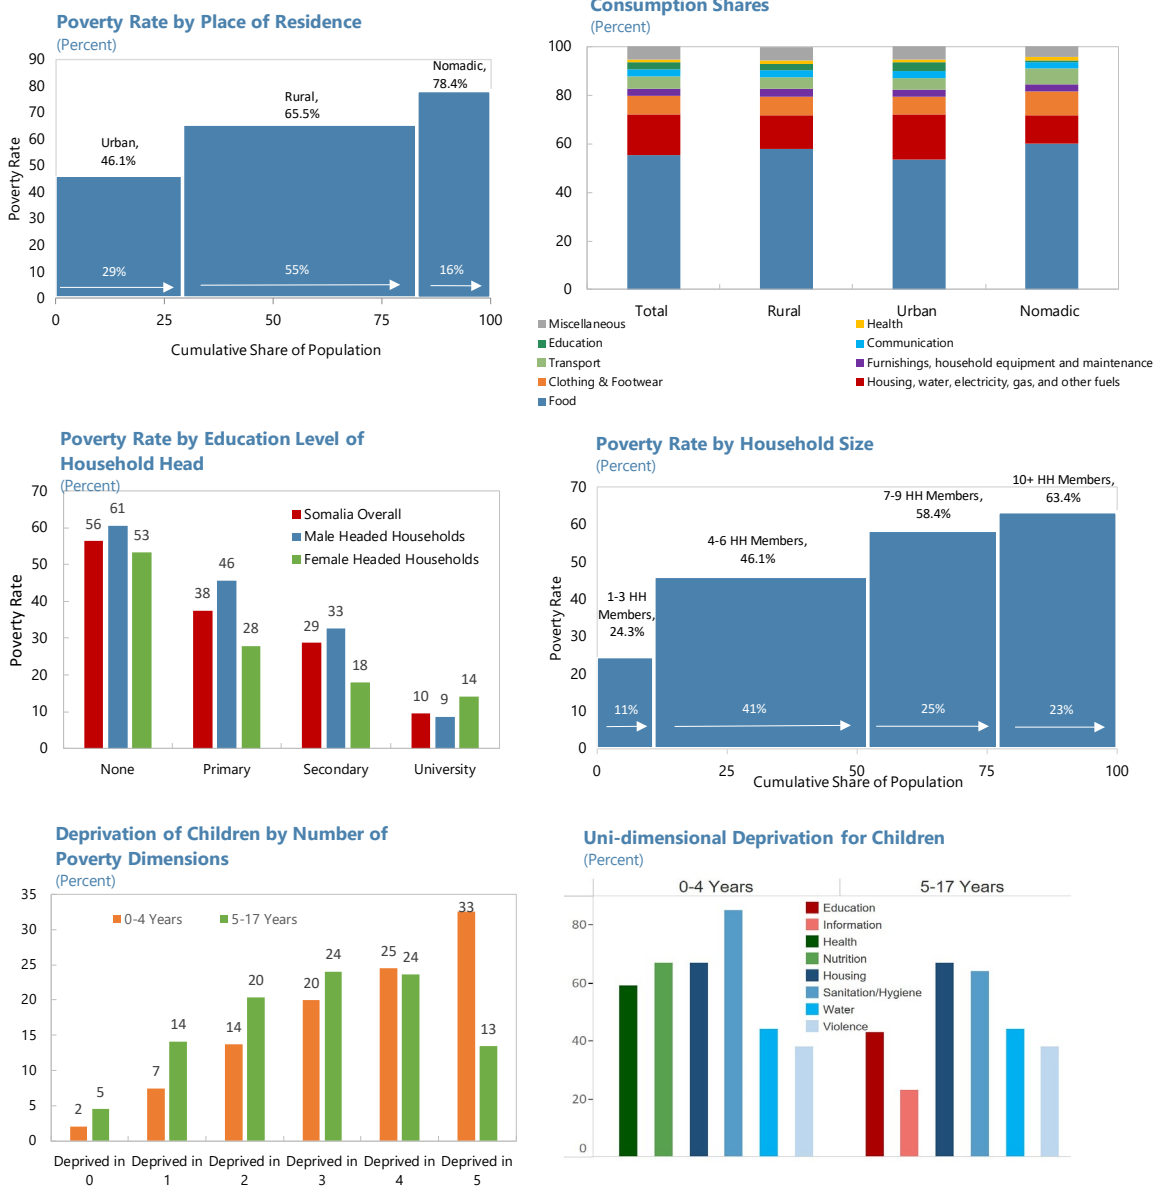 Poverty Rate by Place of Residence
(Percent)
90
80
70
60
50
40
30
20
10
0
Poverty Rate
Urban,
46.1%
Rural,
65.5%
Nomadic,
78.4%
29%
55%
16%
0
25
50
75
100
Cumulative Share of Population
Consumption Shares
(Percent)
100
80
60
40
20
0
Total
Rural
Urban
Nomadic
Miscellaneous
Health
Education
Communication
Transport
Furnishings, household equipment and maintenance
Clothing & Footwear
Housing, water, electricity, gas, and other fuels
Food
Poverty Rate by Education Level of
Household Head
(Percent)
70
60
50
40
30
20
10
0
Poverty Rate
Somalia Overall
Male Headed Households
Female Headed Households
56
61
53
38
46
28
29
33
18
10
9
14
None
Primary
Secondary
University
Poverty Rate by Household Size
(Percent)
70
60
50
40
30
20
10
0
Poverty Rate
1-3 HH
Members,
24.3%
4-6 HH Members,
46.1%
7-9 HH Members,
58.4%
10+ HH Members,
63.4%
11%
41%
25%
23%
0
25
50
75
100
Cumulative Share of Population
Deprivation of Children by Number of
Poverty Dimensions
(Percent)
35
30
25
20
15
10
5
0
0-4 Years
5-17 Years
2
5
7
14
14
20
20
24
25
24
33
13
Deprived in
0
Deprived in
1
Deprived in
2
Deprived in
3
Deprived in
4
Deprived in
5
Uni-dimensional Deprivation for Children
(Percent)
0-4 Years
5-17 Years
80
60
40
20
0
Education
Information
Health
Nutrition
Housing
Sanitation/Hygiene
Water
Violence